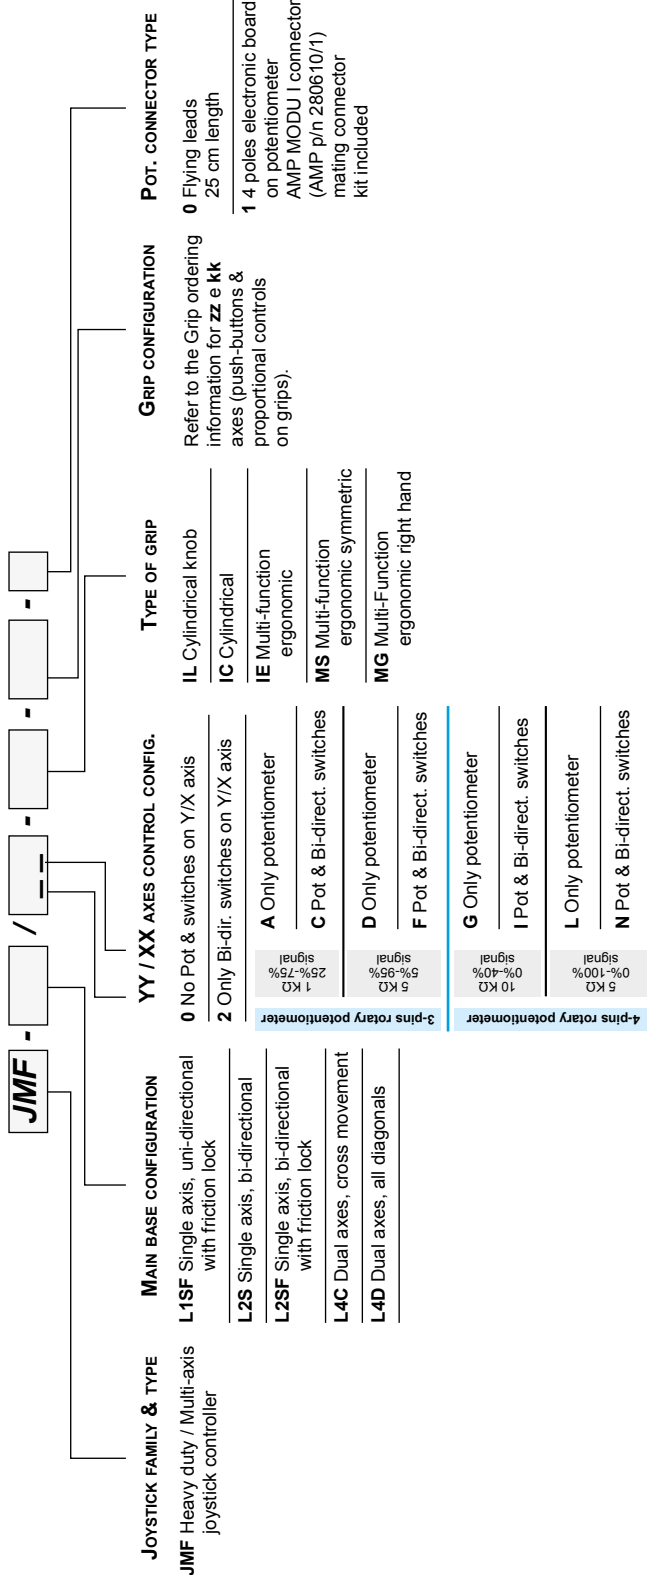 JMF - / _ _ - - -
JOYSTICK FAMILY & TYPE
JMF Heavy duty / Multi-axis
joystick controller
MAIN BASE CONFIGURATION
L1SF Single axis, uni-directional
with friction lock
L2S Single axis, bi-directional
L2SF Single axis, bi-directional
with friction lock
L4C Dual axes, cross movement
L4D Dual axes, all diagonals
YY / XX AXES CONTROL CONFIG.
0 No Pot & switches on Y/X axis
2 Only Bi-dir. switches on Y/X axis
3-pins rotary potentiometer
1 KΩ
25%-75%
signal
A Only potentiometer
C Pot & Bi-direct. switches
5 KΩ
5%-95%
signal
D Only potentiometer
F Pot & Bi-direct. switches
4-pins rotary potentiometer
10 KΩ
0%-40%
signal
G Only potentiometer
I Pot & Bi-direct. switches
5 KΩ
0%-100%
signal
L Only potentiometer
N Pot & Bi-direct. switches
TYPE OF GRIP
IL Cylindrical knob
IC Cylindrical
IE Multi-function
ergonomic
MS Multi-function
ergonomic symmetric
MG Multi-Function
ergonomic right hand
GRIP CONFIGURATION
Refer to the Grip ordering
information for zz e kk
axes (push-buttons &
proportional controls
on grips).
POT. CONNECTOR TYPE
0 Flying leads
25 cm length
1 4 poles electronic board
on potentiometer
AMP MODU I connector
(AMP p/n 280610/1)
mating connector
kit included